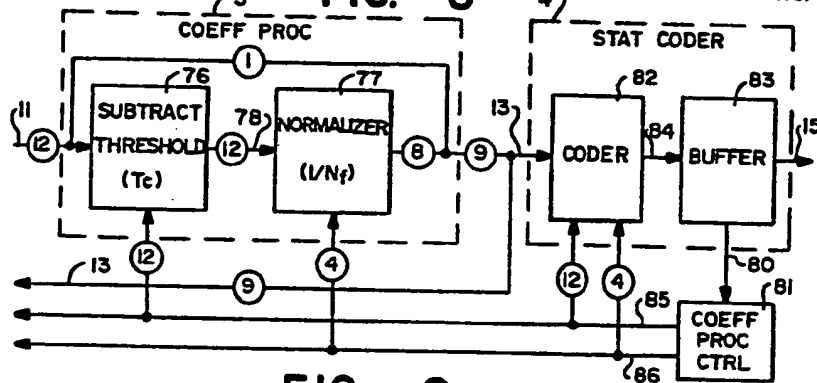 COEFF PROC
STAT CODER
1
76
77
82
83
11
12
SUBTRACT
THRESHOLD
(Tc)
12
78
NORMALIZER
(1/Nf)
8
9
13
CODER
84
BUFFER
15
12
4
12
4
80
81
13
9
85
COEFF
PROC
CTRL
86